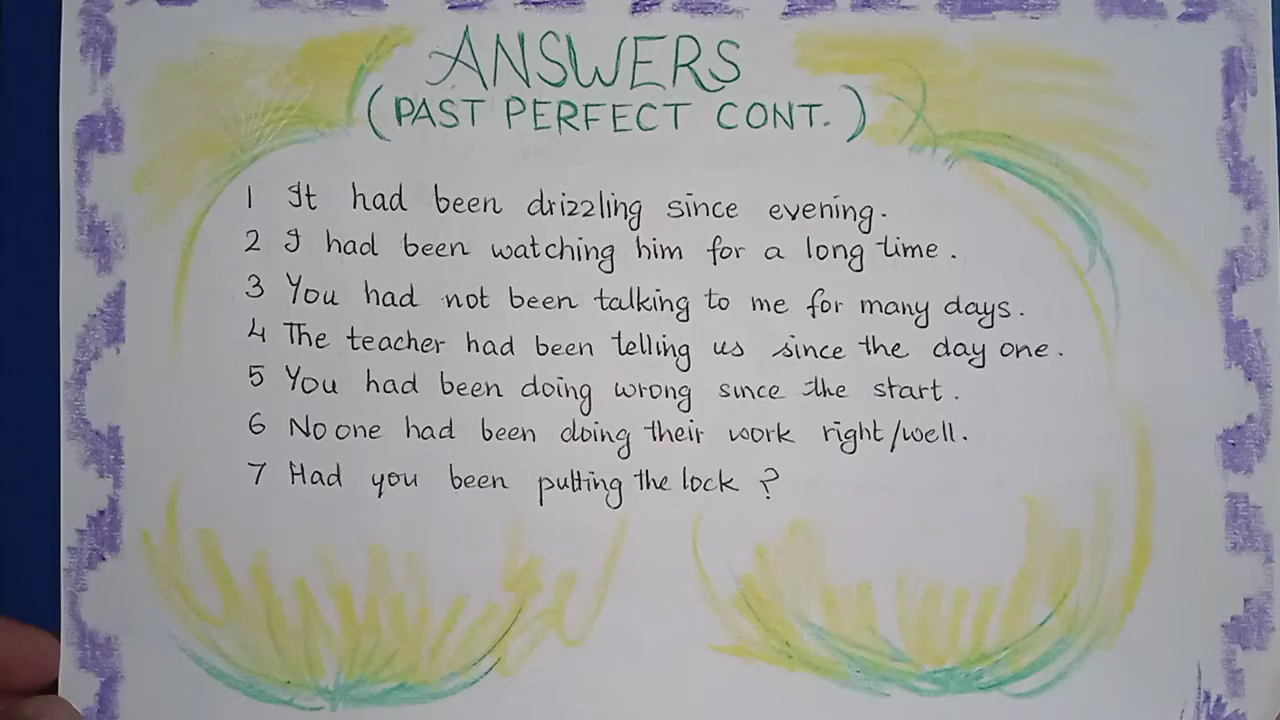 ANSWERS
(PAST PERFECT CONT.)
1 It had been drizzling since evening.
2 I had been watching him for a long time.
3 You had not been talking to me for many days.
4 The teacher had been telling us since the day one.
5 You had been doing wrong since the start.
6 No one had been doing their work right/well.
7 Had you been putting the lock?